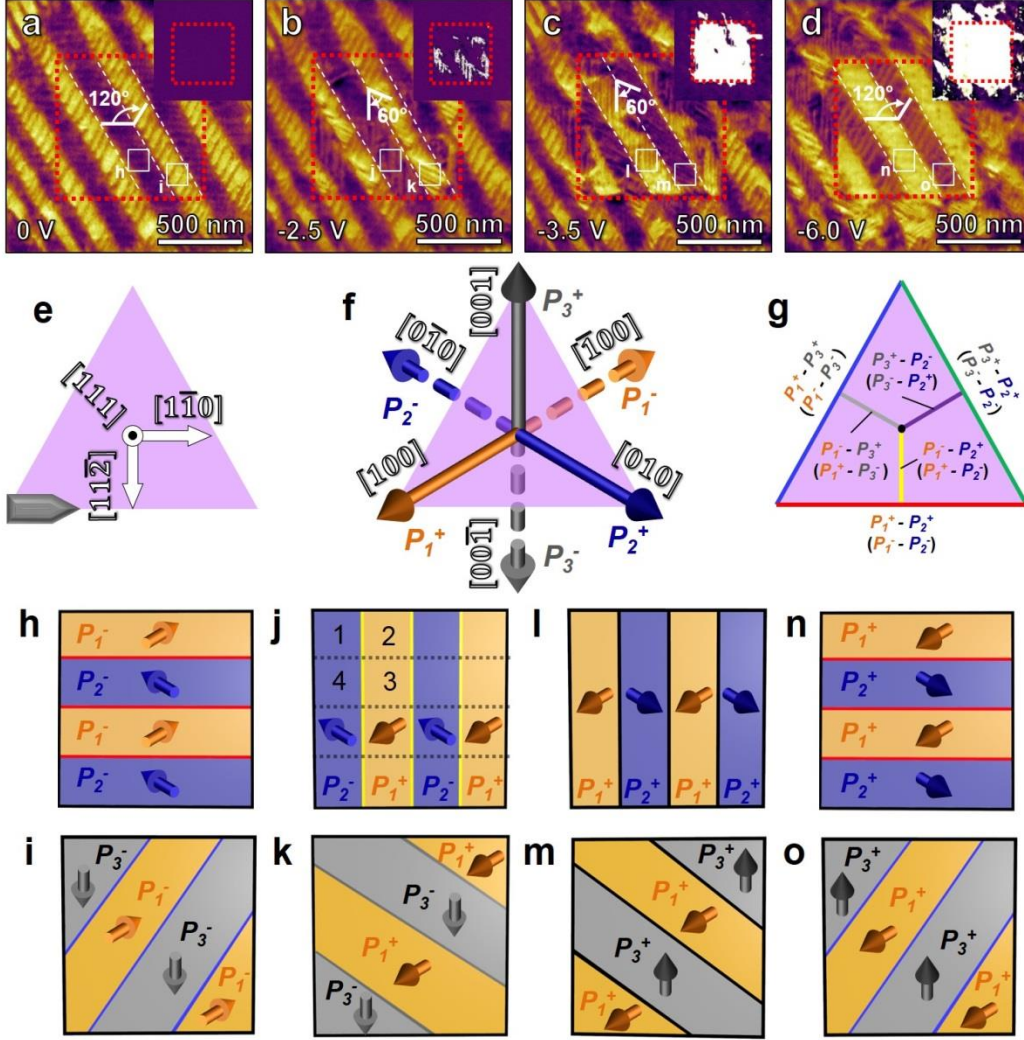 a
120°
h
i
0 V
500 nm
b
60°
j
k
-2.5 V
500 nm
c
60°
l
m
-3.5 V
500 nm
d
120°
n
o
-6.0 V
500 nm
e
[111]
[11̄0]
[112̄]
f
[001]
P₃⁺
[01̄0]
P₂⁻
[1̄00]
P₁⁻
[100]
P₁⁺
[010]
P₂⁺
[001̄]
P₃⁻
g
P₁⁺ - P₃⁺
(P₁⁻ - P₃⁻)
P₃⁺ - P₂⁻
(P₃⁻ - P₂⁺)
P₃⁺ - P₂⁺
(P₃⁻ - P₂⁻)
P₁⁻ - P₃⁺
(P₁⁺ - P₃⁻)
P₁⁻ - P₂⁺
(P₁⁺ - P₂⁻)
P₁⁺ - P₂⁺
(P₁⁻ - P₂⁻)
h
P₁⁻
P₂⁻
P₁⁻
P₂⁻
j
1 2
4 3
P₂⁻ P₁⁺ P₂⁻ P₁⁺
l
P₁⁺ P₂⁺ P₁⁺ P₂⁺
n
P₁⁺
P₂⁺
P₁⁺
P₂⁺
i
P₃⁻
P₁⁻
P₃⁻
P₁⁻
k
P₁⁺
P₃⁻
P₁⁺
P₃⁻
m
P₃⁺
P₁⁺
P₃⁺
P₁⁺
o
P₃⁺
P₁⁺
P₃⁺
P₁⁺